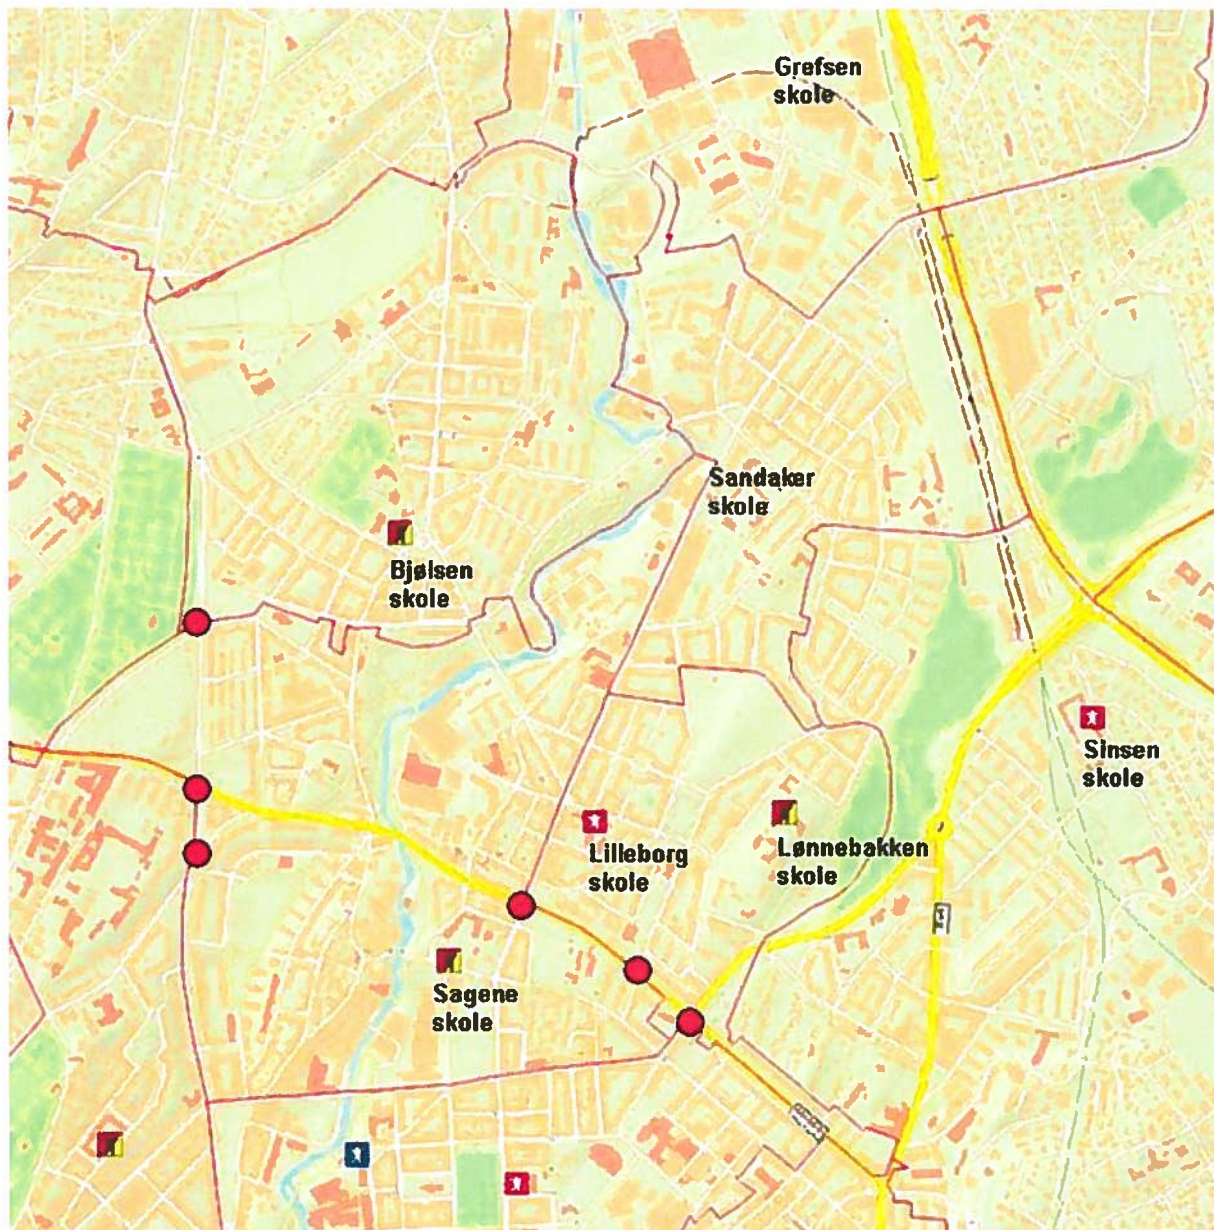 Grefsen
skole
Sandaker
skole
Bjølsen
skole
Sinsen
skole
Lilleborg
skole
Lønnebakken
skole
Sagene
skole